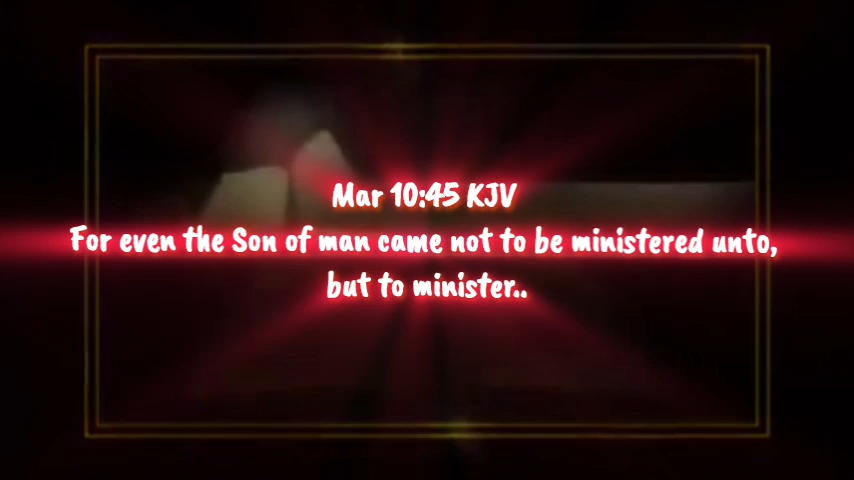 Mar 10:45 KJV
For even the Son of man came not to be ministered unto,
but to minister..